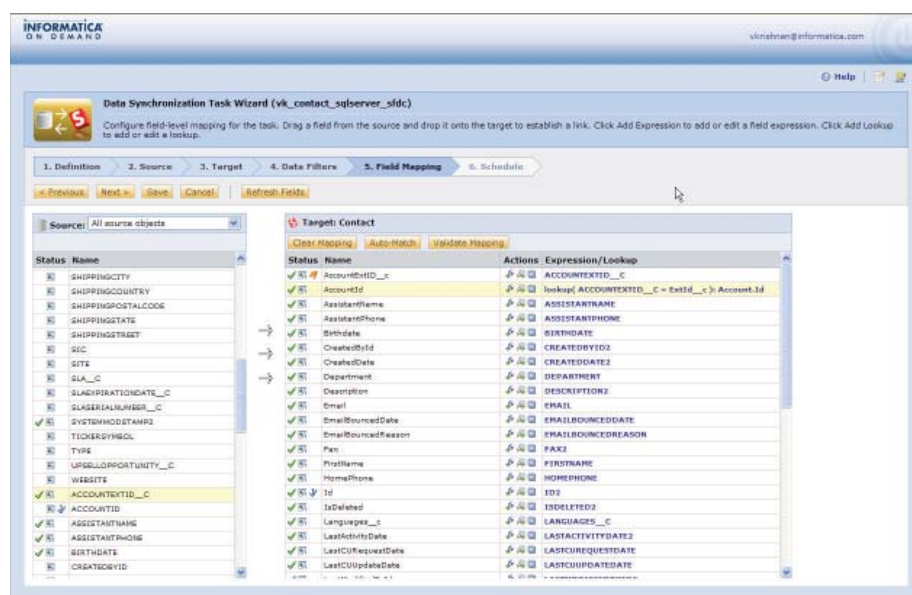 INFORMATICA
ON DEMAND
vkrishnan@informatica.com
Help
Data Synchronization Task Wizard (vk_contact_sqlserver_sfdc)
Configure field-level mapping for the task. Drag a field from the source and drop it onto the target to establish a link. Click Add Expression to add or edit a field expression. Click Add Lookup
to add or edit a lookup.
1. Definition 2. Source 3. Target 4. Data Filters 5. Field Mapping 6. Schedule
< Previous Next > Save Cancel Refresh Fields
Source: All source objects
Target: Contact
Clear Mapping Auto-Match Validate Mapping
Status Name
SHIPPINGCITY
SHIPPINGCOUNTRY
SHIPPINGPOSTALCODE
SHIPPINGSTATE
SHIPPINGSTREET
SIC
SITE
SLA__C
SLAEXPIRATIONDATE__C
SLASERIALNUMBER__C
SYSTEMMODSTAMP2
TICKERSYMBOL
TYPE
UPSELLOPPORTUNITY__C
WEBSITE
ACCOUNTEXTID__C
ACCOUNTID
ASSISTANTNAME
ASSISTANTPHONE
BIRTHDATE
CREATEDBYID
Status Name Actions Expression/Lookup
AccountExtID__c ACCOUNTEXTID__C
AccountId lookup( ACCOUNTEXTID__C = ExtId__c ): Account.Id
AssistantName ASSISTANTNAME
AssistantPhone ASSISTANTPHONE
Birthdate BIRTHDATE
CreatedById CREATEDBYID2
CreatedDate CREATEDDATE2
Department DEPARTMENT
Description DESCRIPTION2
Email EMAIL
EmailBouncedDate EMAILBOUNCEDDATE
EmailBouncedReason EMAILBOUNCEDREASON
Fax FAX2
FirstName FIRSTNAME
HomePhone HOMEPHONE
Id ID2
IsDeleted ISDELETED2
Languages__c LANGUAGES__C
LastActivityDate LASTACTIVITYDATE2
LastCURequestDate LASTCUREQUESTDATE
LastCUUpdateDate LASTCUUPDATEDATE